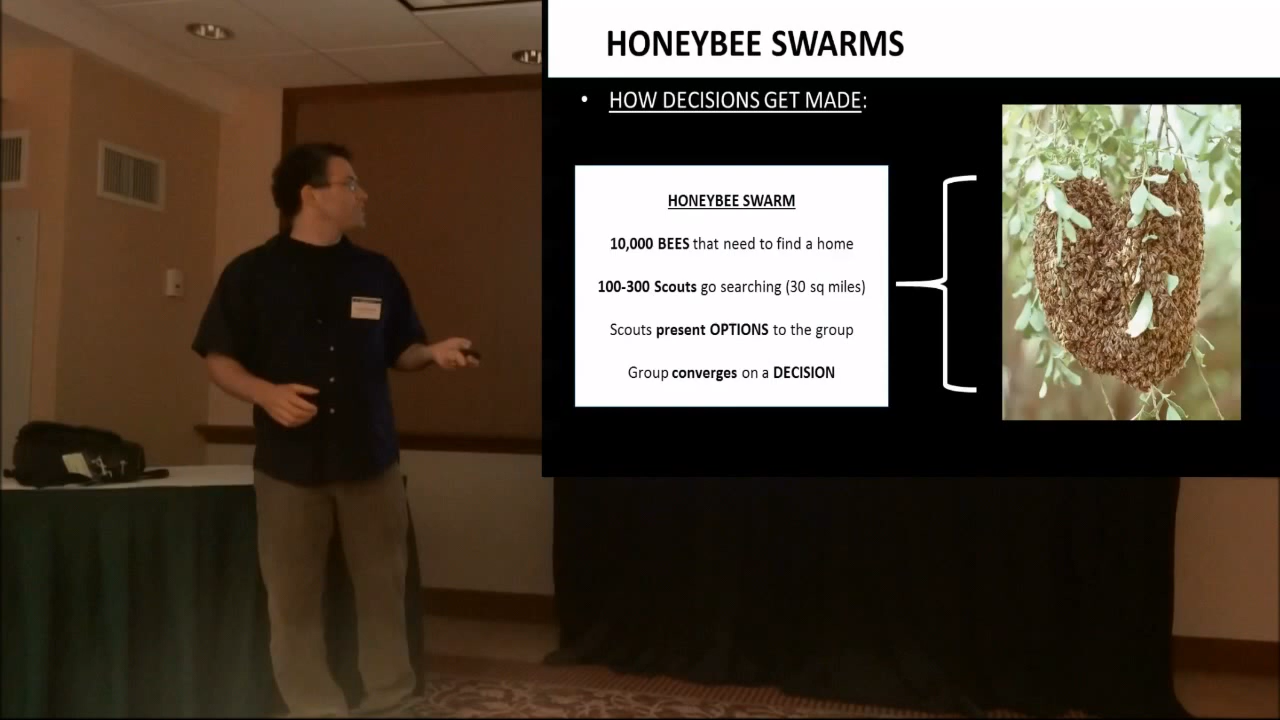 HONEYBEE SWARMS
• HOW DECISIONS GET MADE:
HONEYBEE SWARM
10,000 BEES that need to find a home
100-300 Scouts go searching (30 sq miles)
Scouts present OPTIONS to the group
Group converges on a DECISION